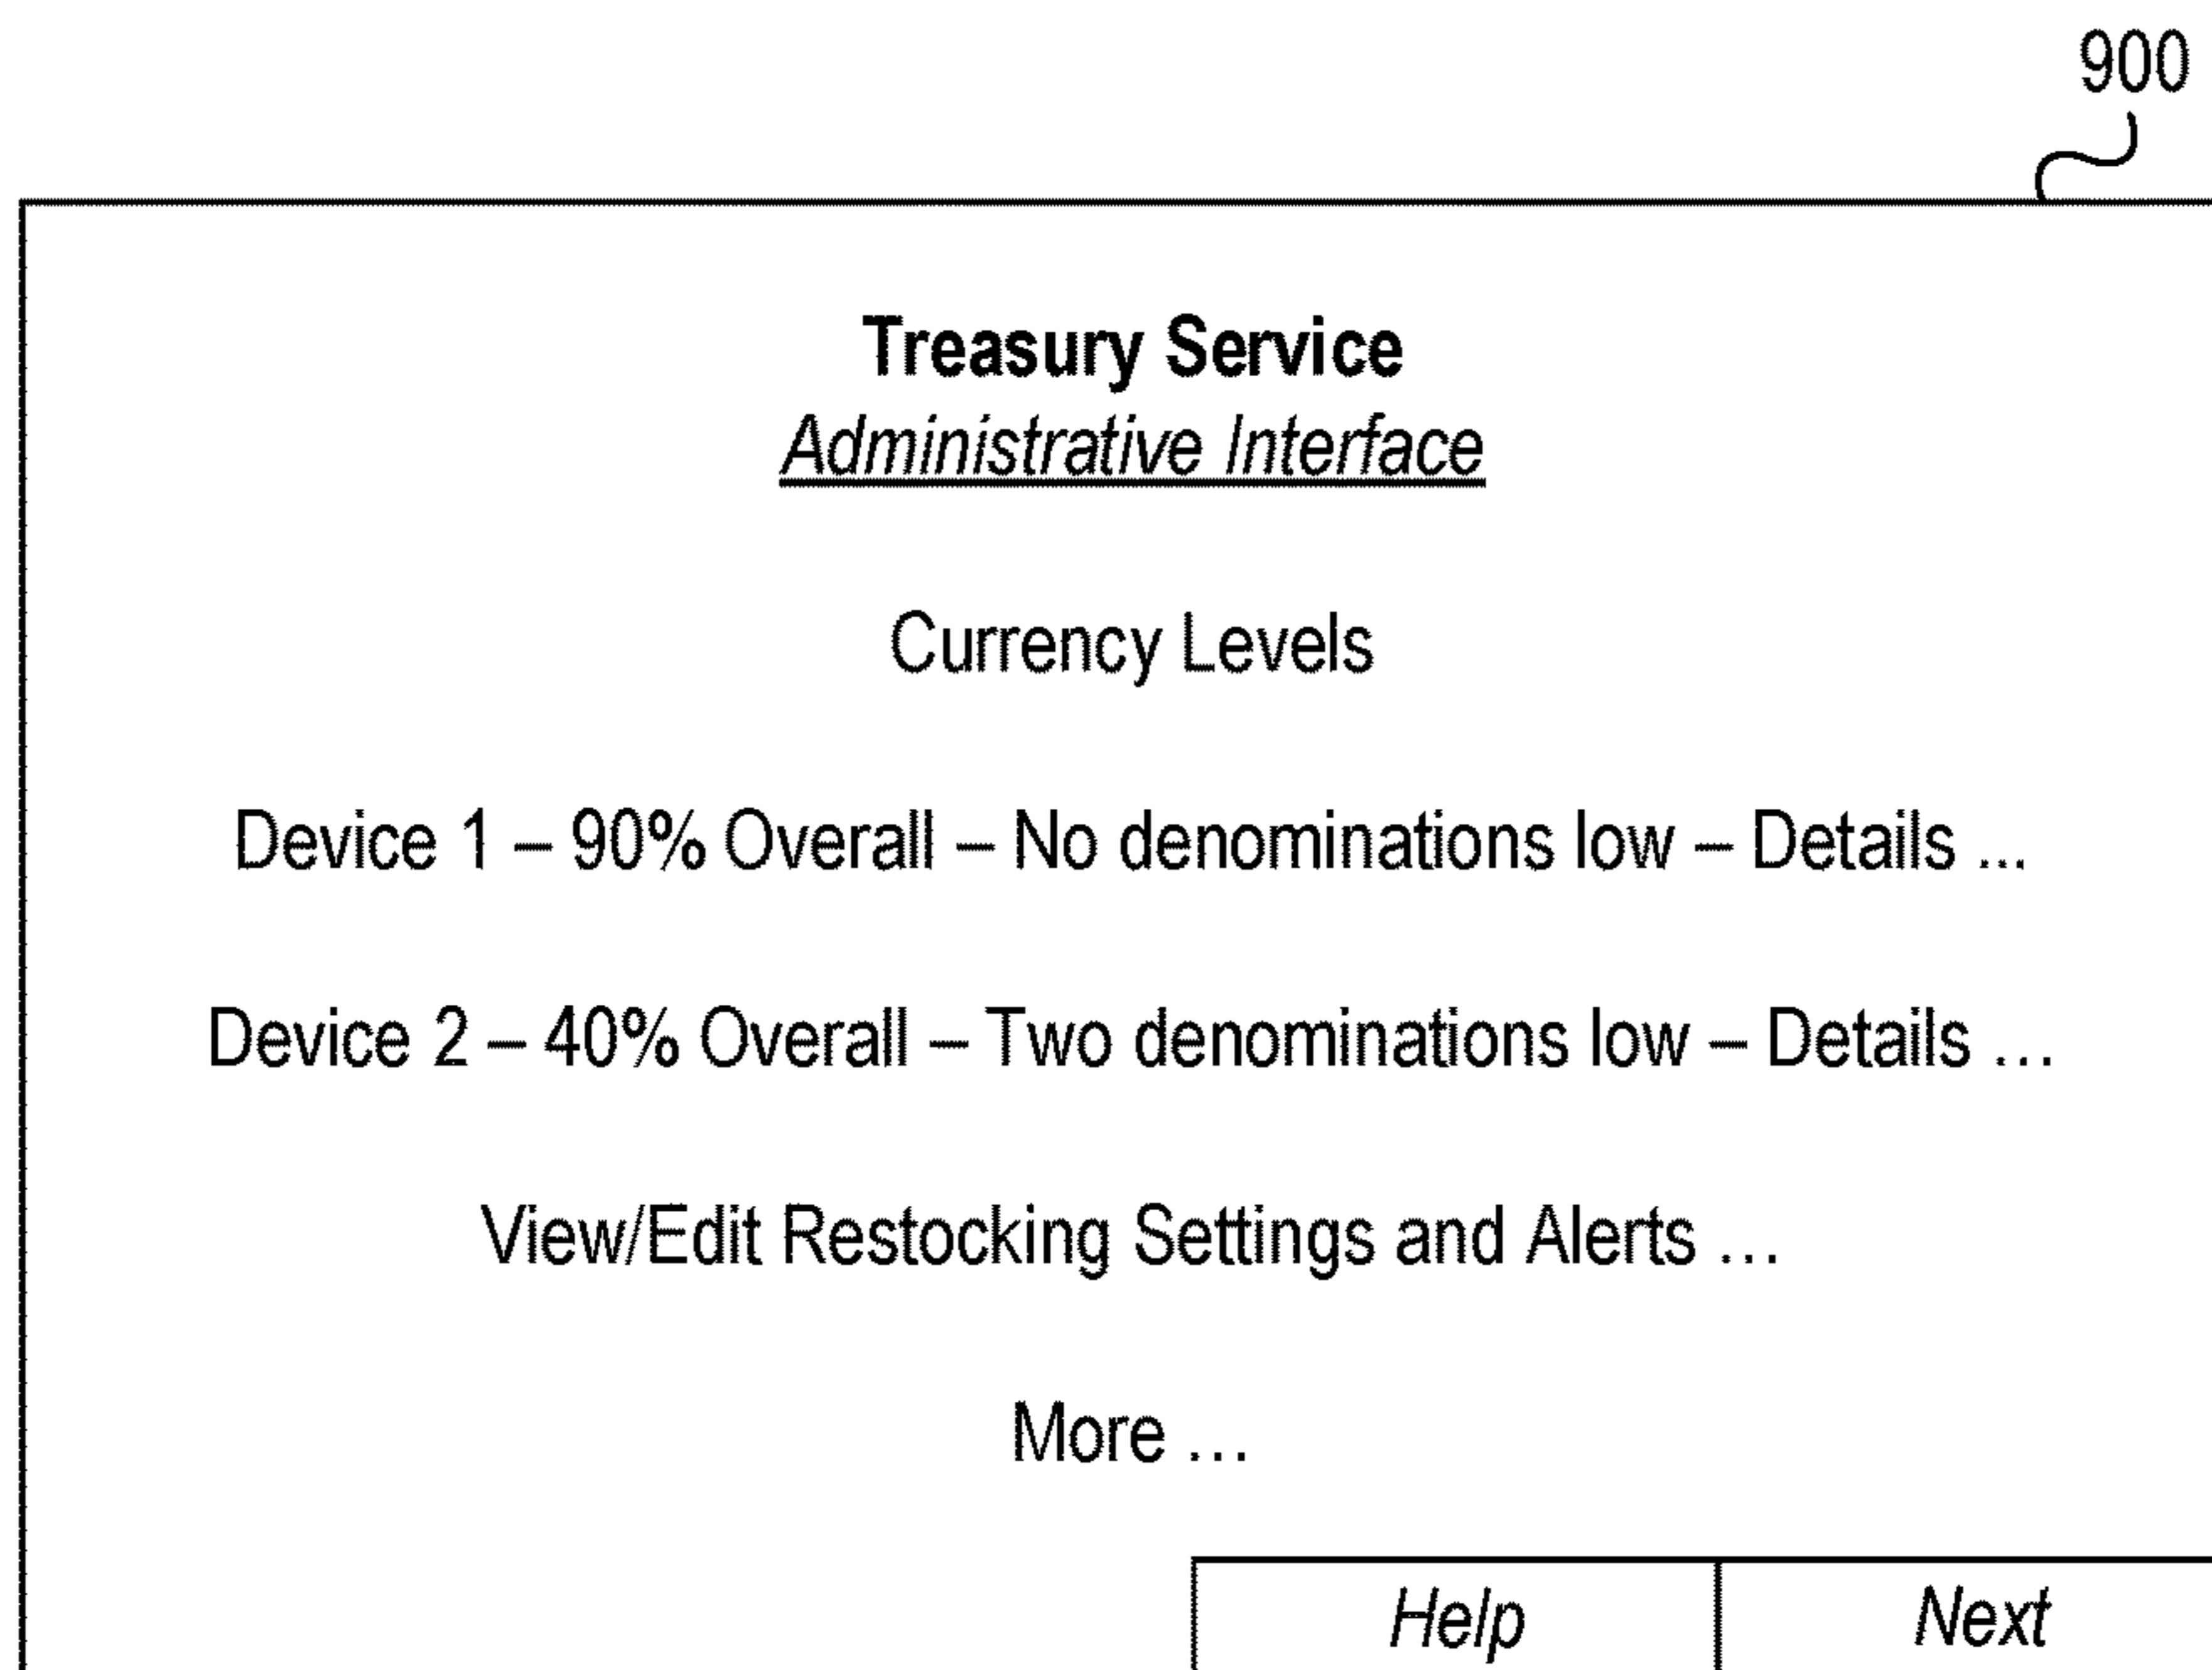 900
Treasury Service
Administrative Interface
Currency Levels
Device 1 – 90% Overall – No denominations low – Details ...
Device 2 – 40% Overall – Two denominations low – Details ...
View/Edit Restocking Settings and Alerts ...
More ...
Help Next